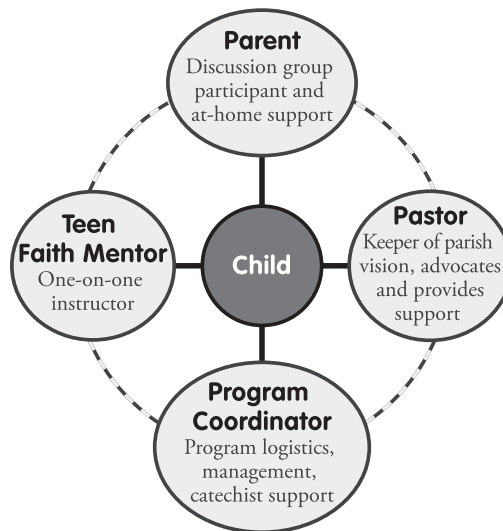 Parent
Discussion group
participant and
at-home support
Teen
Faith Mentor
One-on-one
instructor
Child
Pastor
Keeper of parish
vision, advocates
and provides
support
Program
Coordinator
Program logistics,
management,
catechist support